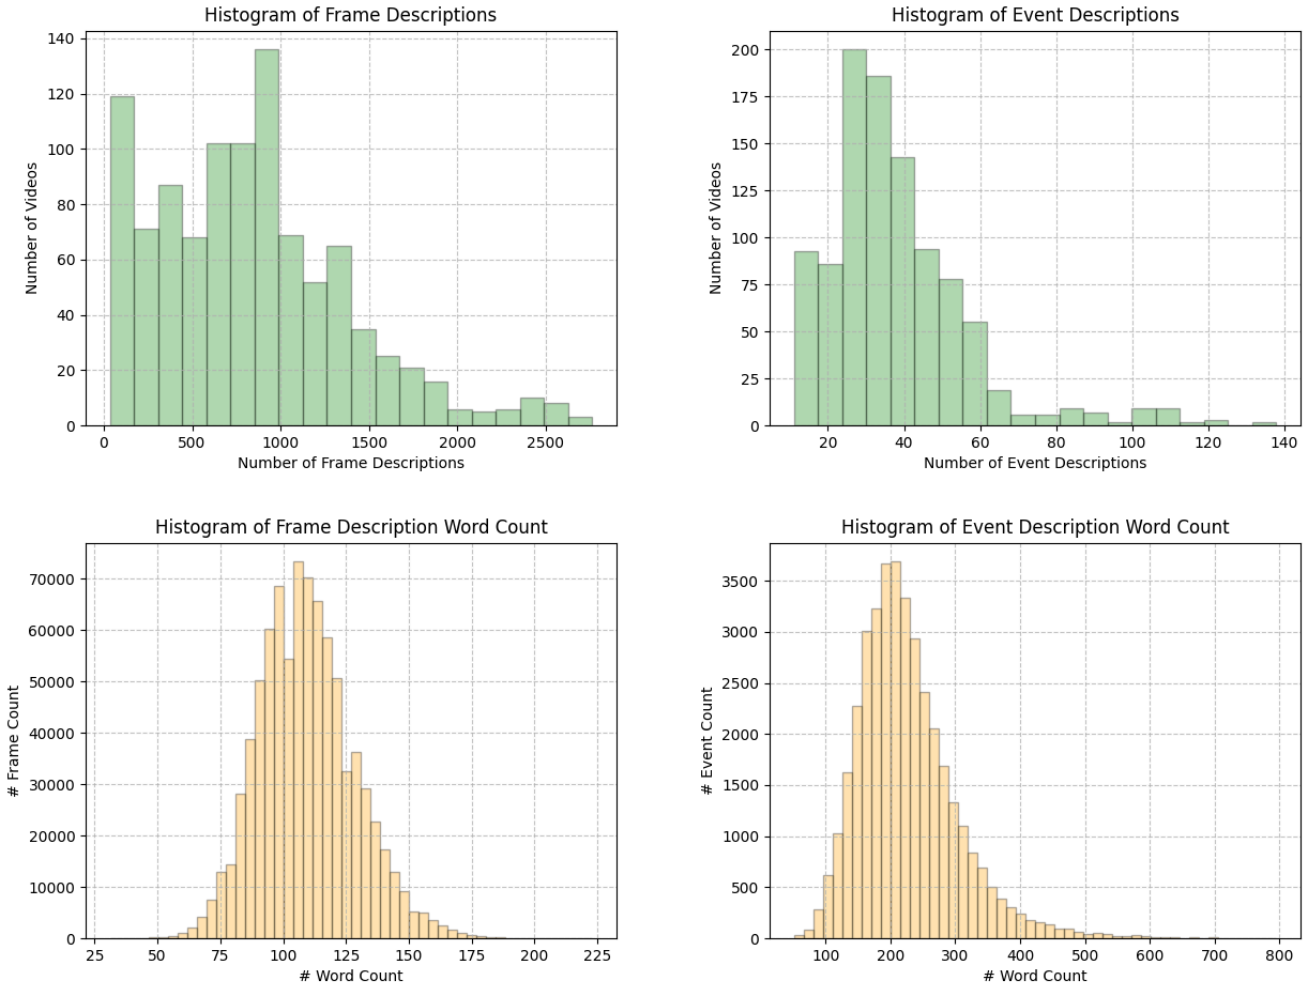 Histogram of Frame Descriptions
140
120
100
80
60
40
20
0
Number of Videos
0 500 1000 1500 2000 2500
Number of Frame Descriptions
Histogram of Event Descriptions
200
175
150
125
100
75
50
25
0
Number of Videos
20 40 60 80 100 120 140
Number of Event Descriptions
Histogram of Frame Description Word Count
70000
60000
50000
40000
30000
20000
10000
0
# Frame Count
25 50 75 100 125 150 175 200 225
# Word Count
Histogram of Event Description Word Count
3500
3000
2500
2000
1500
1000
500
0
# Event Count
100 200 300 400 500 600 700 800
# Word Count